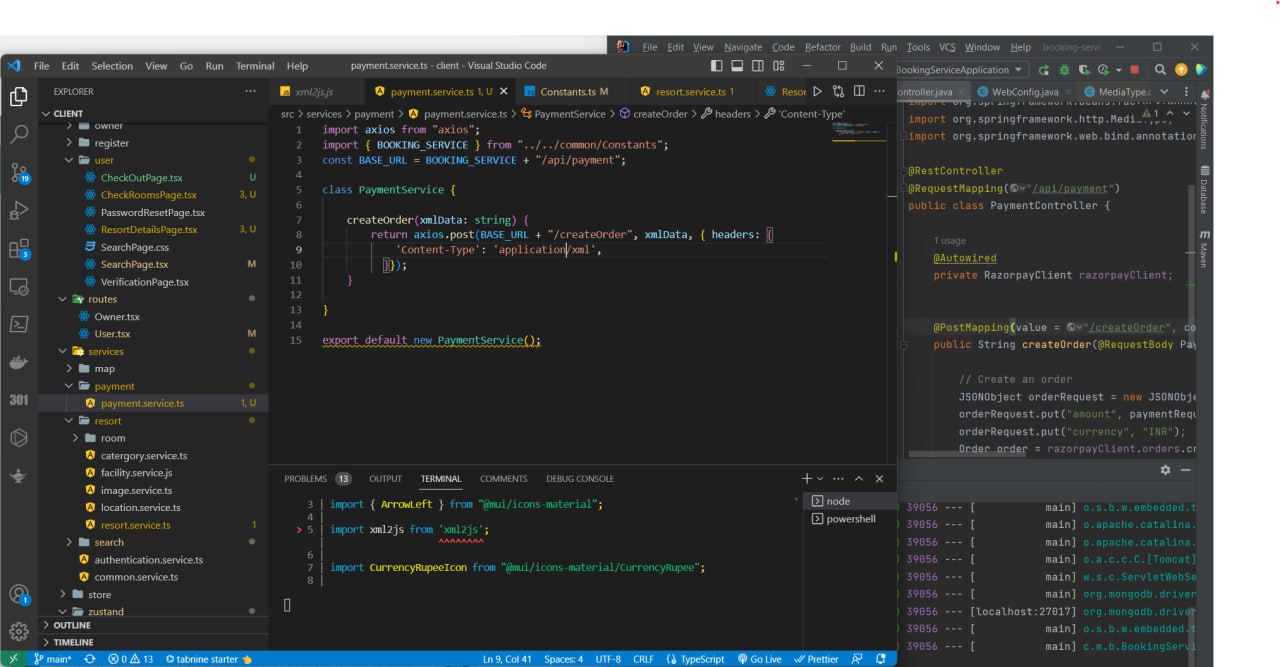 File Edit View Navigate Code Refactor Build Run Tools VCS Window Help booking-servi
File Edit Selection View Go Run Terminal Help payment.service.ts - client - Visual Studio Code
BookingServiceApplication
EXPLORER
xml2js.js payment.service.ts 1, U Constants.ts M resort.service.ts 1 Resor
ontroller.java WebConfig.java MediaType.c
CLIENT
src > services > payment > payment.service.ts > PaymentService > createOrder > headers > 'Content-Type'
owner
register
user
CheckOutPage.tsx U
CheckRoomsPage.tsx 3, U
PasswordResetPage.tsx
ResortDetailsPage.tsx 3, U
SearchPage.css
SearchPage.tsx M
VerificationPage.tsx
routes
Owner.tsx
User.tsx M
services
map
payment
payment.service.ts 1, U
resort
room
catergory.service.ts
facility.service.js
image.service.ts
location.service.ts
resort.service.ts 1
search
authentication.service.ts
common.service.ts
store
zustand
OUTLINE
TIMELINE
1 import axios from "axios";
2 import { BOOKING_SERVICE } from "../../common/Constants";
3 const BASE_URL = BOOKING_SERVICE + "/api/payment";
4
5 class PaymentService {
6
7 createOrder(xmlData: string) {
8 return axios.post(BASE_URL + "/createOrder", xmlData, { headers: {
9 'Content-Type': 'application/xml',
10 }});
11 }
12
13 }
14
15 export default new PaymentService();
PROBLEMS 13 OUTPUT TERMINAL COMMENTS DEBUG CONSOLE
3 | import { ArrowLeft } from "@mui/icons-material";
4 |
> 5 | import xml2js from 'xml2js';
| ^^^^^^^^
6 |
7 | import CurrencyRupeeIcon from "@mui/icons-material/CurrencyRupee";
8 |
node
powershell
import org.springframework.http.Medi
1
import org.springframework.web.bind.annotation
@RestController
@RequestMapping("/api/payment")
public class PaymentController {
1 usage
@Autowired
private RazorpayClient razorpayClient;
@PostMapping(value = "/createOrder", co
public String createOrder(@RequestBody Pa
// Create an order
JSONObject orderRequest = new JSONObje
orderRequest.put("amount", paymentRequ
orderRequest.put("currency", "INR");
Order order = razorpayClient.orders.cr
Notifications
Database
Maven
39056 --- [ main] o.s.b.w.embedded.t
39056 --- [ main] o.apache.catalina.
39056 --- [ main] o.apache.catalina.
39056 --- [ main] o.a.c.c.C.[Tomcat]
39056 --- [ main] w.s.c.ServletWebSe
39056 --- [ main] org.mongodb.driver
39056 --- [localhost:27017] org.mongodb.driver
39056 --- [ main] o.s.b.w.embedded.t
39056 --- [ main] c.m.b.BookingServi
19
3
301
1
main* 0 13 tabnine starter Ln 9, Col 41 Spaces: 4 UTF-8 CRLF TypeScript Go Live Prettier